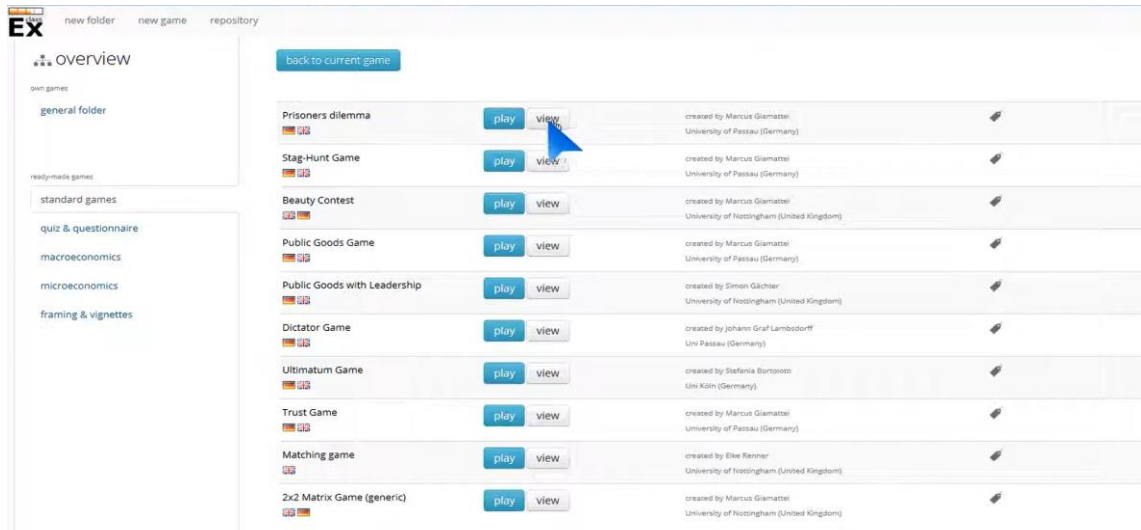 class
Ex
new folder new game repository
overview
own games
general folder
ready-made games
standard games
quiz & questionnaire
macroeconomics
microeconomics
framing & vignettes
back to current game
Prisoners dilemma play view created by Marcus Giamattei
University of Passau (Germany)
Stag-Hunt Game play view created by Marcus Giamattei
University of Passau (Germany)
Beauty Contest play view created by Marcus Giamattei
University of Nottingham (United Kingdom)
Public Goods Game play view created by Marcus Giamattei
University of Passau (Germany)
Public Goods with Leadership play view created by Simon Gächter
University of Nottingham (United Kingdom)
Dictator Game play view created by Johann Graf Lambsdorff
Uni Passau (Germany)
Ultimatum Game play view created by Stefania Bortolotti
Uni Köln (Germany)
Trust Game play view created by Marcus Giamattei
University of Passau (Germany)
Matching game play view created by Elke Renner
University of Nottingham (United Kingdom)
2x2 Matrix Game (generic) play view created by Marcus Giamattei
University of Nottingham (United Kingdom)